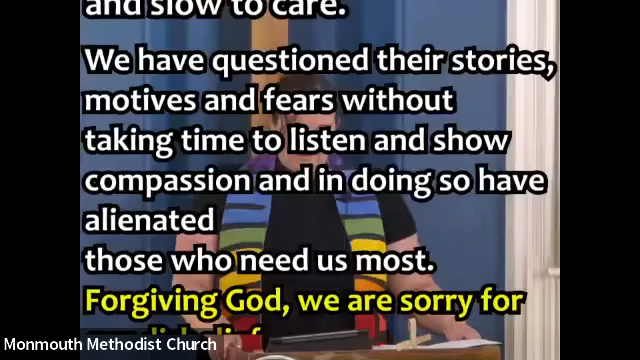 and slow to care.
We have questioned their stories,
motives and fears without
taking time to listen and show
compassion and in doing so have
alienated
those who need us most.
Forgiving God, we are sorry for
Monmouth Methodist Church